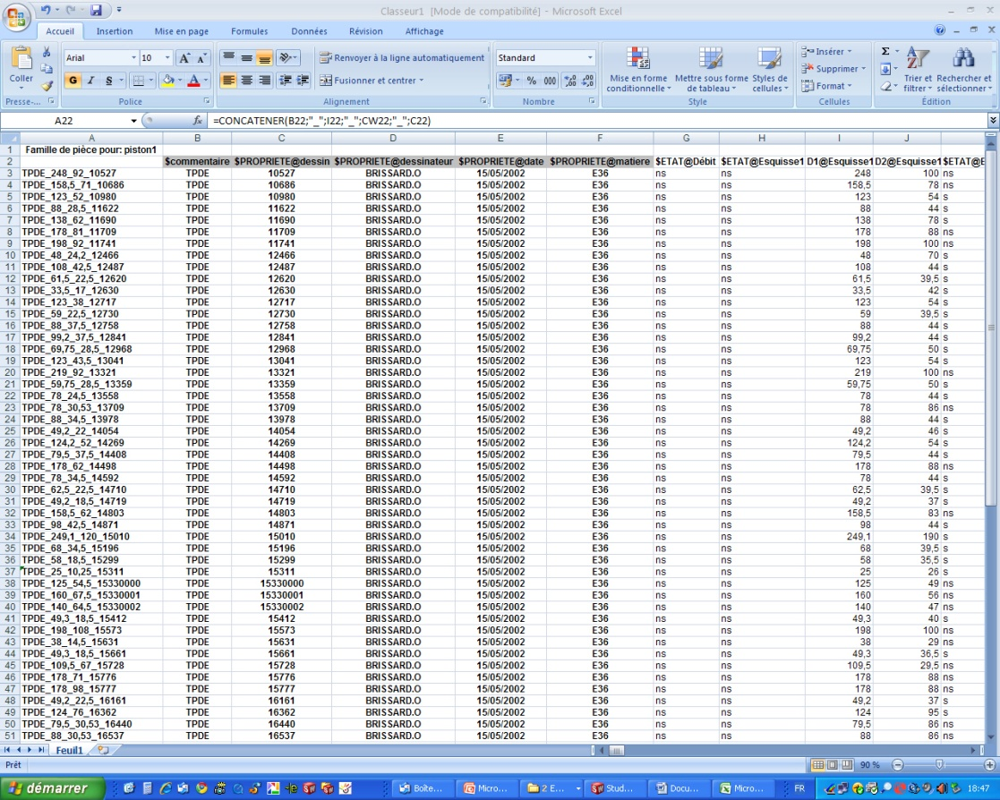 Classeur1 [Mode de compatibilité] - Microsoft Excel
Accueil Insertion Mise en page Formules Données Révision Affichage
Coller Arial 10 Renvoyer à la ligne automatiquement Standard Insérer
G I S Fusionner et centrer % 000 Mise en forme conditionnelle Mettre sous forme de tableau Styles de cellules Supprimer Format Trier et filtrer Rechercher et sélectionner
Presse-... Police Alignement Nombre Style Cellules Édition
A22 fx =CONCATENER(B22;"_";I22;"_";CW22;"_";C22)
A B C D E F G H I J
1 Famille de pièce pour: piston1
2 $commentaire $PROPRIETE@dessin $PROPRIETE@dessinateur $PROPRIETE@date $PROPRIETE@matiere $ETAT@Débit $ETAT@Esquisse1 D1@Esquisse1 D2@Esquisse1 $ETAT@E
3 TPDE_248_92_10527 TPDE 10527 BRISSARD.O 15/05/2002 E36 ns ns 248 100 ns
4 TPDE_158,5_71_10686 TPDE 10686 BRISSARD.O 15/05/2002 E36 ns ns 158,5 78 ns
5 TPDE_123_52_10980 TPDE 10980 BRISSARD.O 15/05/2002 E36 ns ns 123 54 s
6 TPDE_88_28,5_11622 TPDE 11622 BRISSARD.O 15/05/2002 E36 ns ns 88 44 s
7 TPDE_138_62_11690 TPDE 11690 BRISSARD.O 15/05/2002 E36 ns ns 138 78 s
8 TPDE_178_81_11709 TPDE 11709 BRISSARD.O 15/05/2002 E36 ns ns 178 88 ns
9 TPDE_198_92_11741 TPDE 11741 BRISSARD.O 15/05/2002 E36 ns ns 198 100 ns
10 TPDE_48_24,2_12466 TPDE 12466 BRISSARD.O 15/05/2002 E36 ns ns 48 70 s
11 TPDE_108_42,5_12487 TPDE 12487 BRISSARD.O 15/05/2002 E36 ns ns 108 44 s
12 TPDE_61,5_22,5_12620 TPDE 12620 BRISSARD.O 15/05/2002 E36 ns ns 61,5 39,5 s
13 TPDE_33,5_17_12630 TPDE 12630 BRISSARD.O 15/05/2002 E36 ns ns 33,5 42 s
14 TPDE_123_38_12717 TPDE 12717 BRISSARD.O 15/05/2002 E36 ns ns 123 54 s
15 TPDE_59_22,5_12730 TPDE 12730 BRISSARD.O 15/05/2002 E36 ns ns 59 39,5 s
16 TPDE_88_37,5_12758 TPDE 12758 BRISSARD.O 15/05/2002 E36 ns ns 88 44 s
17 TPDE_99,2_37,5_12841 TPDE 12841 BRISSARD.O 15/05/2002 E36 ns ns 99,2 44 s
18 TPDE_69,75_28,5_12968 TPDE 12968 BRISSARD.O 15/05/2002 E36 ns ns 69,75 50 s
19 TPDE_123_43,5_13041 TPDE 13041 BRISSARD.O 15/05/2002 E36 ns ns 123 54 s
20 TPDE_219_92_13321 TPDE 13321 BRISSARD.O 15/05/2002 E36 ns ns 219 100 ns
21 TPDE_59,75_28,5_13359 TPDE 13359 BRISSARD.O 15/05/2002 E36 ns ns 59,75 50 s
22 TPDE_78_24,5_13558 TPDE 13558 BRISSARD.O 15/05/2002 E36 ns ns 78 44 s
23 TPDE_78_30,53_13709 TPDE 13709 BRISSARD.O 15/05/2002 E36 ns ns 78 86 ns
24 TPDE_88_34,5_13978 TPDE 13978 BRISSARD.O 15/05/2002 E36 ns ns 88 44 s
25 TPDE_49,2_22_14054 TPDE 14054 BRISSARD.O 15/05/2002 E36 ns ns 49,2 46 s
26 TPDE_124,2_52_14269 TPDE 14269 BRISSARD.O 15/05/2002 E36 ns ns 124,2 54 s
27 TPDE_79,5_37,5_14408 TPDE 14408 BRISSARD.O 15/05/2002 E36 ns ns 79,5 44 s
28 TPDE_178_62_14498 TPDE 14498 BRISSARD.O 15/05/2002 E36 ns ns 178 88 ns
29 TPDE_78_34,5_14592 TPDE 14592 BRISSARD.O 15/05/2002 E36 ns ns 78 44 s
30 TPDE_62,5_22,5_14710 TPDE 14710 BRISSARD.O 15/05/2002 E36 ns ns 62,5 39,5 s
31 TPDE_49,2_18,5_14719 TPDE 14719 BRISSARD.O 15/05/2002 E36 ns ns 49,2 37 s
32 TPDE_158,5_62_14803 TPDE 14803 BRISSARD.O 15/05/2002 E36 ns ns 158,5 83 ns
33 TPDE_98_42,5_14871 TPDE 14871 BRISSARD.O 15/05/2002 E36 ns ns 98 44 s
34 TPDE_249,1_120_15010 TPDE 15010 BRISSARD.O 15/05/2002 E36 ns ns 249,1 190 s
35 TPDE_68_34,5_15196 TPDE 15196 BRISSARD.O 15/05/2002 E36 ns ns 68 39,5 s
36 TPDE_58_18,5_15299 TPDE 15299 BRISSARD.O 15/05/2002 E36 ns ns 58 35,5 s
37 TPDE_25_10,25_15311 TPDE 15311 BRISSARD.O 15/05/2002 E36 ns ns 25 26 s
38 TPDE_125_54,5_15330000 TPDE 15330000 BRISSARD.O 15/05/2002 E36 ns ns 125 49 ns
39 TPDE_160_67,5_15330001 TPDE 15330001 BRISSARD.O 15/05/2002 E36 ns ns 160 56 ns
40 TPDE_140_64,5_15330002 TPDE 15330002 BRISSARD.O 15/05/2002 E36 ns ns 140 47 ns
41 TPDE_49,3_18,5_15412 TPDE 15412 BRISSARD.O 15/05/2002 E36 ns ns 49,3 40 s
42 TPDE_198_108_15573 TPDE 15573 BRISSARD.O 15/05/2002 E36 ns ns 198 100 ns
43 TPDE_38_14,5_15631 TPDE 15631 BRISSARD.O 15/05/2002 E36 ns ns 38 29 ns
44 TPDE_49,3_18,5_15661 TPDE 15661 BRISSARD.O 15/05/2002 E36 ns ns 49,3 36,5 s
45 TPDE_109,5_67_15728 TPDE 15728 BRISSARD.O 15/05/2002 E36 ns ns 109,5 29,5 ns
46 TPDE_178_71_15776 TPDE 15776 BRISSARD.O 15/05/2002 E36 ns ns 178 88 ns
47 TPDE_178_98_15777 TPDE 15777 BRISSARD.O 15/05/2002 E36 ns ns 178 88 ns
48 TPDE_49,2_22,5_16161 TPDE 16161 BRISSARD.O 15/05/2002 E36 ns ns 49,2 37 s
49 TPDE_124_76_16362 TPDE 16362 BRISSARD.O 15/05/2002 E36 ns ns 124 95 s
50 TPDE_79,5_30,53_16440 TPDE 16440 BRISSARD.O 15/05/2002 E36 ns ns 79,5 86 ns
51 TPDE_88_30,53_16537 TPDE 16537 BRISSARD.O 15/05/2002 E36 ns ns 88 86 ns
Feuil1
Prêt 90 %
démarrer Boîte... Micro... 2 E... Stud... Docu... Micro... FR 18:47